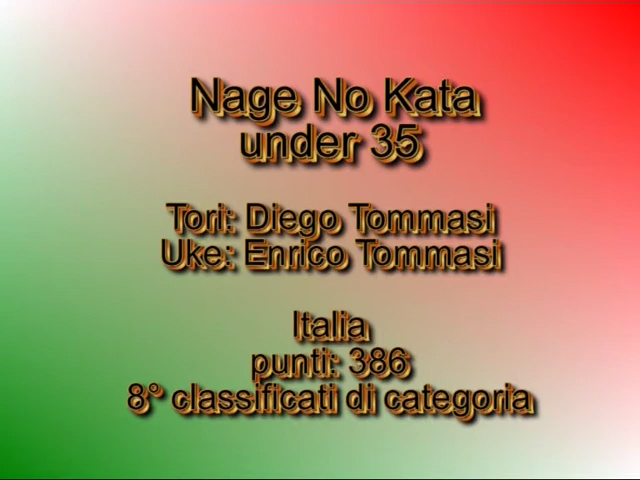 Nage No Kata
under 35
Tori: Diego Tommasi
Uke: Enrico Tommasi
Italia
punti: 386
8° classificati di categoria